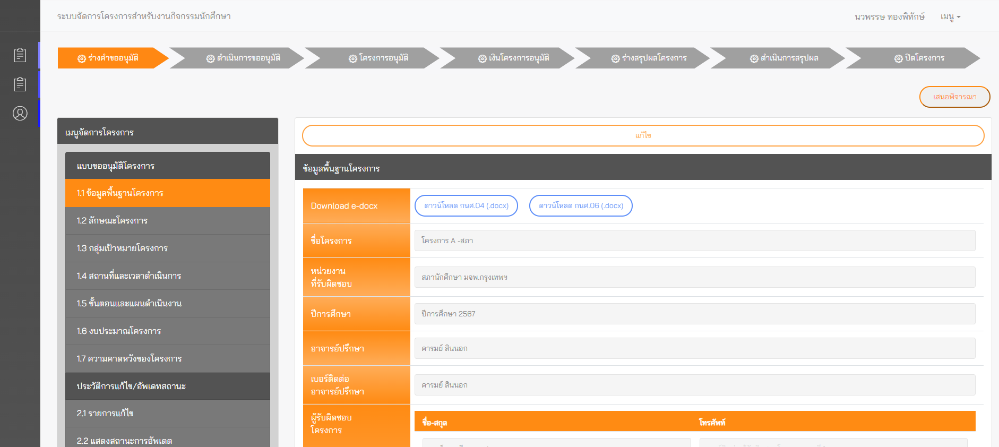 ระบบจัดการโครงการสำหรับงานกิจกรรมนักศึกษา
นวพรรษ ทองพิทักษ์ เมนู
ร่างคำขออนุมัติ ดำเนินการขออนุมัติ โครงการอนุมัติ เงินโครงการอนุมัติ ร่างสรุปผลโครงการ ดำเนินการสรุปผล ปิดโครงการ
เสนอพิจารณา
เมนูจัดการโครงการ
แบบขออนุมัติโครงการ
1.1 ข้อมูลพื้นฐานโครงการ
1.2 ลักษณะโครงการ
1.3 กลุ่มเป้าหมายโครงการ
1.4 สถานที่และเวลาดำเนินการ
1.5 ขั้นตอนและแผนดำเนินงาน
1.6 งบประมาณโครงการ
1.7 ความคาดหวังของโครงการ
ประวัติการแก้ไข/อัพเดทสถานะ
2.1 รายการแก้ไข
2.2 แสดงสถานะการอัพเดต
แก้ไข
ข้อมูลพื้นฐานโครงการ
Download e-docx ดาวน์โหลด กนศ.04 (.docx) ดาวน์โหลด กนศ.06 (.docx)
ชื่อโครงการ โครงการ A -สภา
หน่วยงาน
ที่รับผิดชอบ
สภานักศึกษา มจพ.กรุงเทพฯ
ปีการศึกษา ปีการศึกษา 2567
อาจารย์ปรึกษา คารมย์ สินนอก
เบอร์ติดต่อ
อาจารย์ปรึกษา
คารมย์ สินนอก
ผู้รับผิดชอบ
โครงการ
ชื่อ-สกุล โทรศัพท์